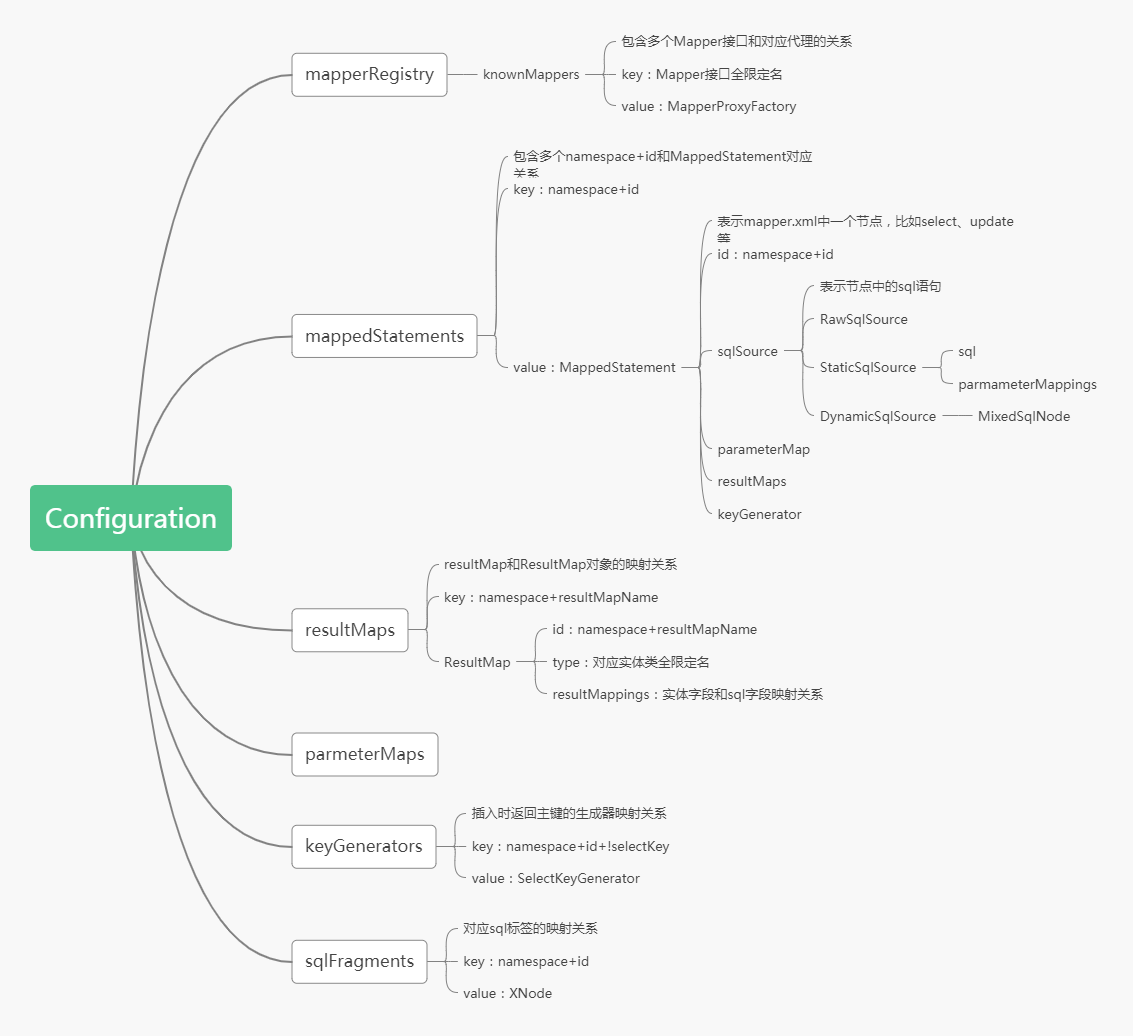 Configuration
mapperRegistry
knownMappers
包含多个Mapper接口和对应代理的关系
key：Mapper接口全限定名
value：MapperProxyFactory
mappedStatements
包含多个namespace+id和MappedStatement对应
关系
key：namespace+id
value：MappedStatement
表示mapper.xml中一个节点，比如select、update
等
id：namespace+id
sqlSource
表示节点中的sql语句
RawSqlSource
StaticSqlSource
sql
parmameterMappings
DynamicSqlSource
MixedSqlNode
parameterMap
resultMaps
keyGenerator
resultMaps
resultMap和ResultMap对象的映射关系
key：namespace+resultMapName
ResultMap
id：namespace+resultMapName
type：对应实体类全限定名
resultMappings：实体字段和sql字段映射关系
parmeterMaps
keyGenerators
插入时返回主键的生成器映射关系
key：namespace+id+!selectKey
value：SelectKeyGenerator
sqlFragments
对应sql标签的映射关系
key：namespace+id
value：XNode